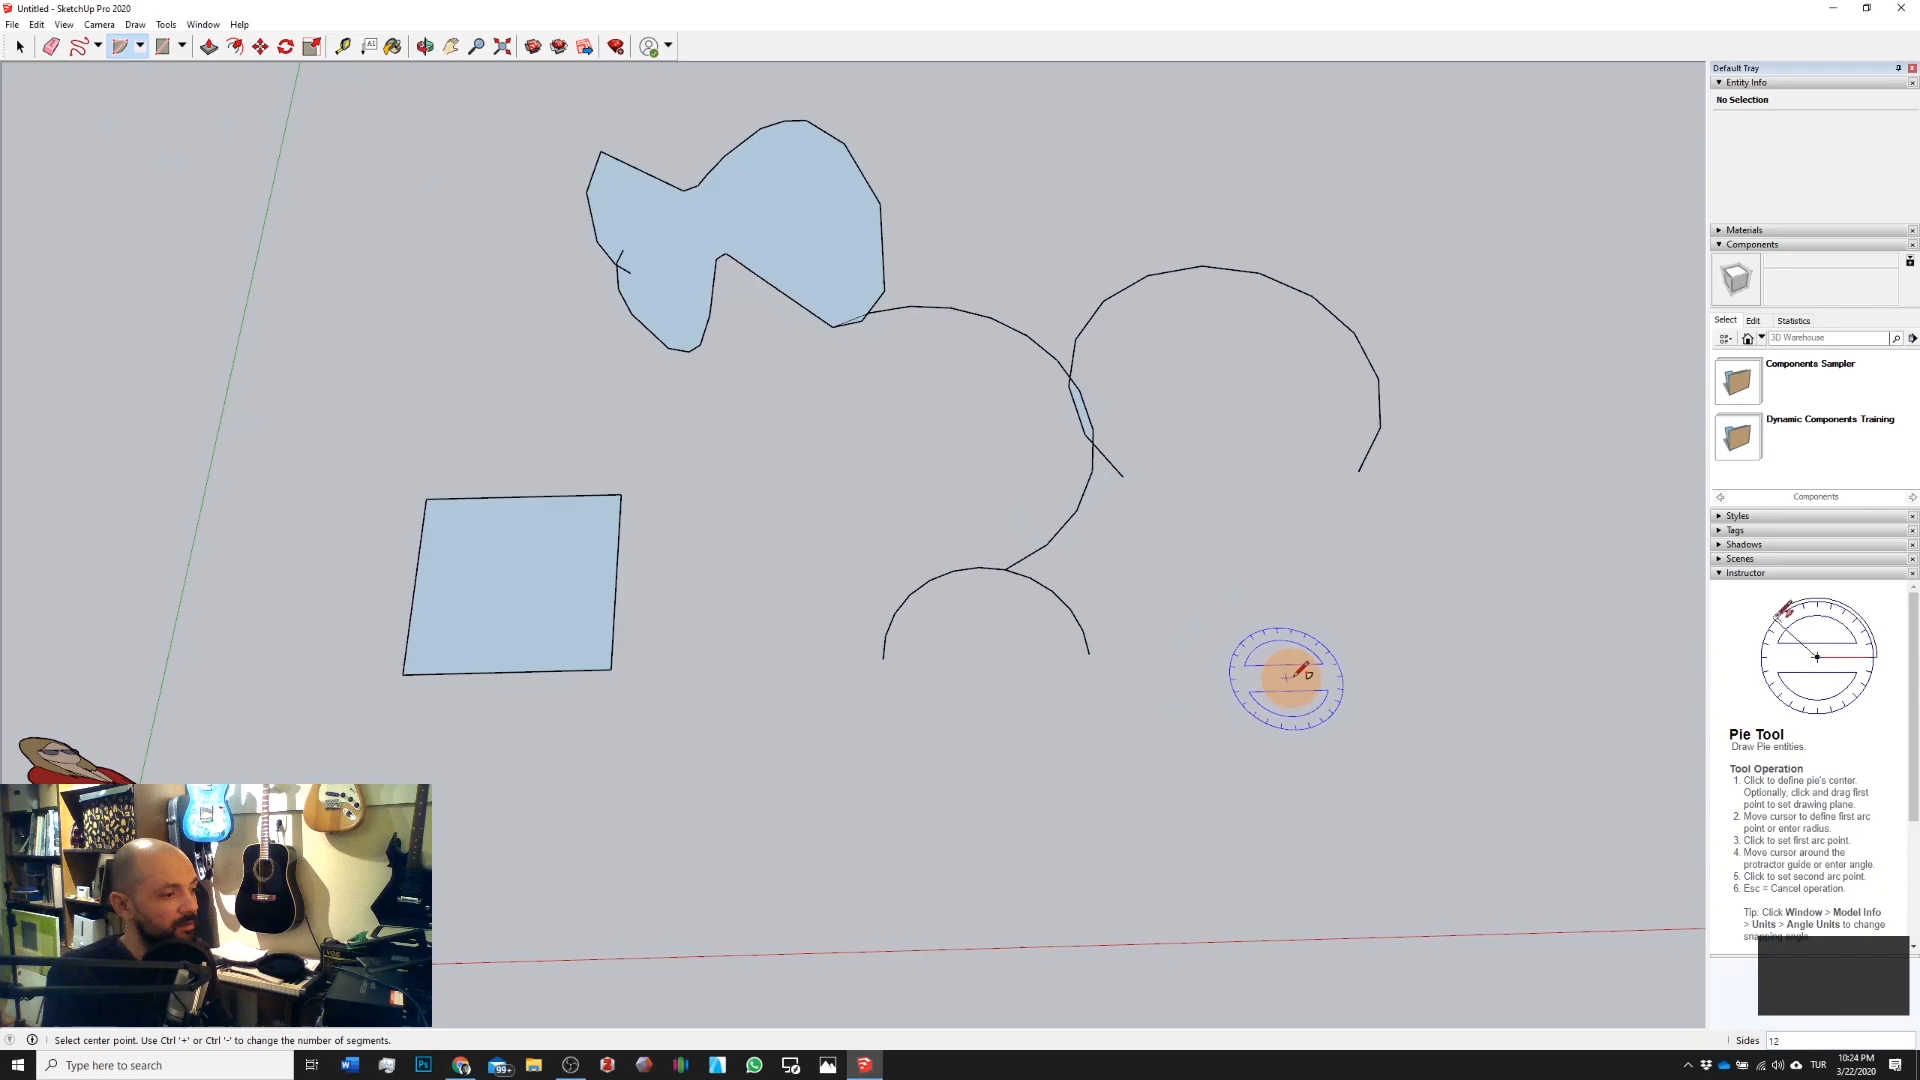 Untitled - SketchUp Pro 2020
File Edit View Camera Draw Tools Window Help
Default Tray
Entity Info
No Selection
Materials
Components
Select Edit Statistics
3D Warehouse
Components Sampler
Dynamic Components Training
Components
Styles
Tags
Shadows
Scenes
Instructor
Pie Tool
Draw Pie entities.
Tool Operation
1. Click to define pie's center.
Optionally, click and drag first
point to set drawing plane.
2. Move cursor to define first arc
point or enter radius.
3. Click to set first arc point.
4. Move cursor around the
protractor guide or enter angle.
5. Click to set second arc point.
6. Esc = Cancel operation.
Tip: Click Window > Model Info
> Units > Angle Units to change
snapping angle.
Select center point. Use Ctrl '+' or Ctrl '-' to change the number of segments.
Sides 12
Type here to search
99+
TUR
10:24 PM
3/22/2020